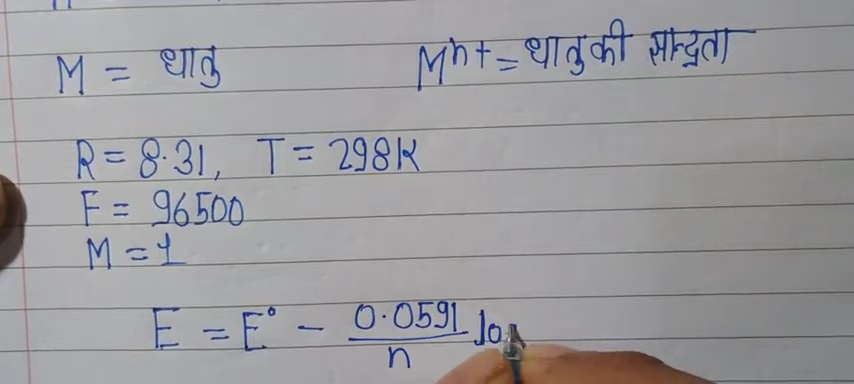 M = धातु Mⁿ⁺ = धातु की सान्द्रता
R = 8.31, T = 298K
F = 96500
M = 1
E = E° - 0.0591/n lo